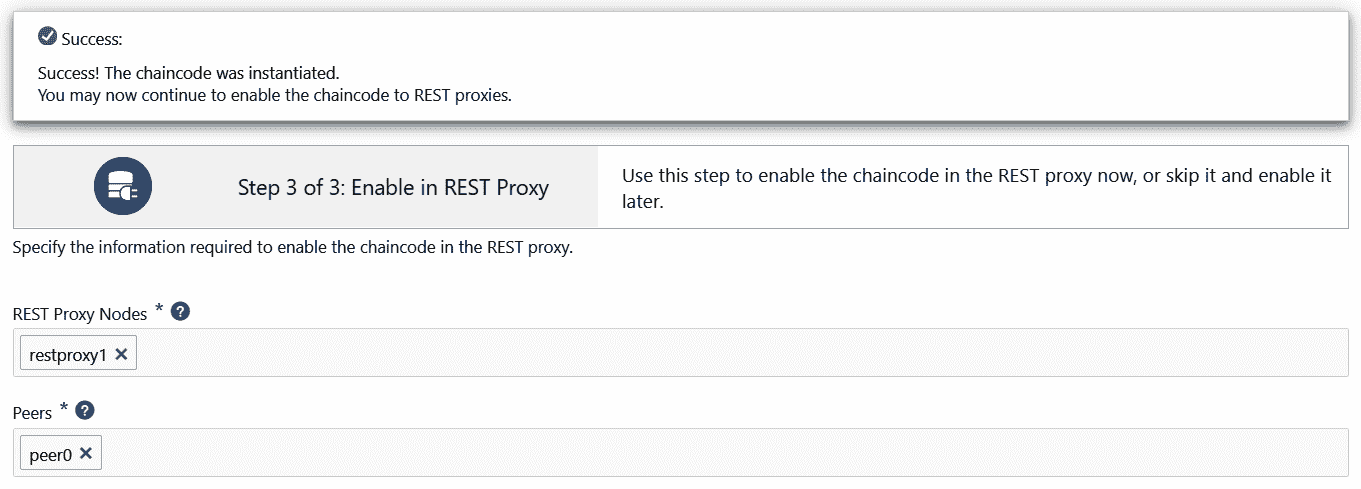 Success:
Success! The chaincode was instantiated.
You may now continue to enable the chaincode to REST proxies.
Step 3 of 3: Enable in REST Proxy
Use this step to enable the chaincode in the REST proxy now, or skip it and enable it
later.
Specify the information required to enable the chaincode in the REST proxy.
REST Proxy Nodes * ?
restproxy1 ×
Peers * ?
peer0 ×